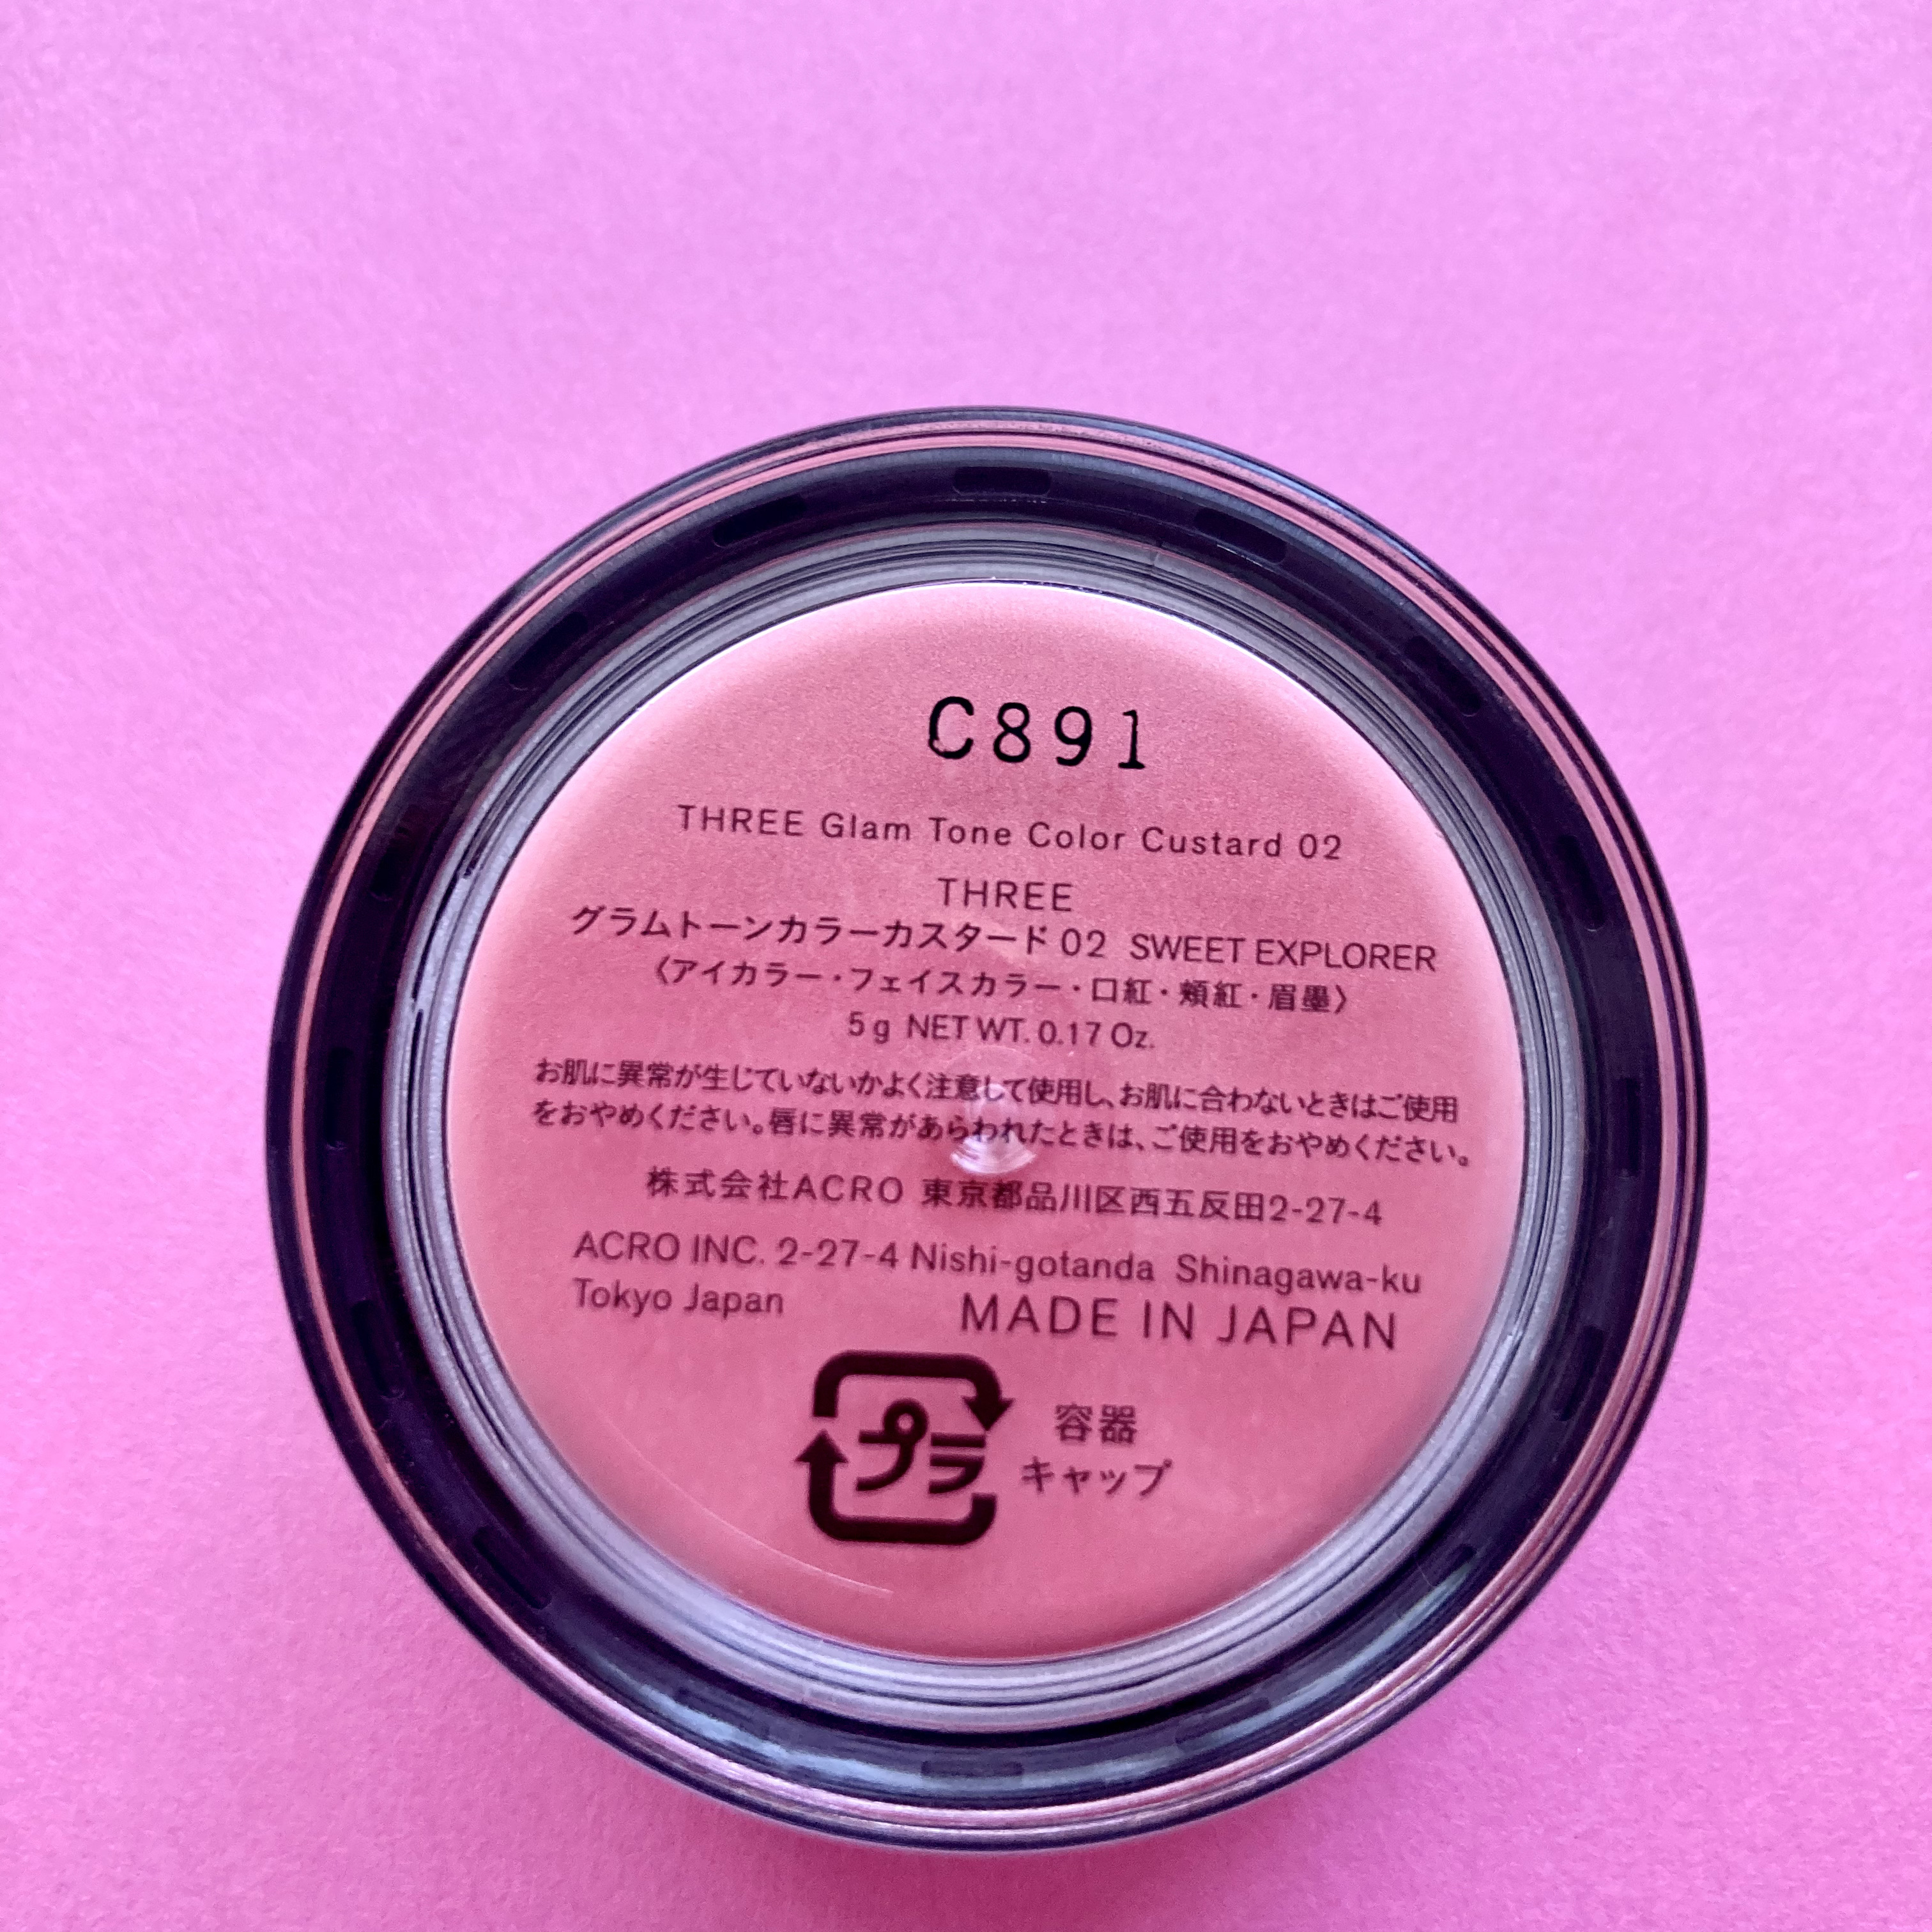 C891
THREE Glam Tone Color Custard 02
THREE
グラムトーンカラーカスタード 02 SWEET EXPLORER
〈アイカラー・フェイスカラー・口紅・頬紅・眉墨〉
5 g NET WT. 0.17 Oz.
お肌に異常が生じていないかよく注意して使用し、お肌に合わないときはご使用
をおやめください。唇に異常があらわれたときは、ご使用をおやめください。
株式会社ACRO 東京都品川区西五反田2-27-4
ACRO INC. 2-27-4 Nishi-gotanda Shinagawa-ku
Tokyo Japan MADE IN JAPAN
プラ 容器
キャップ